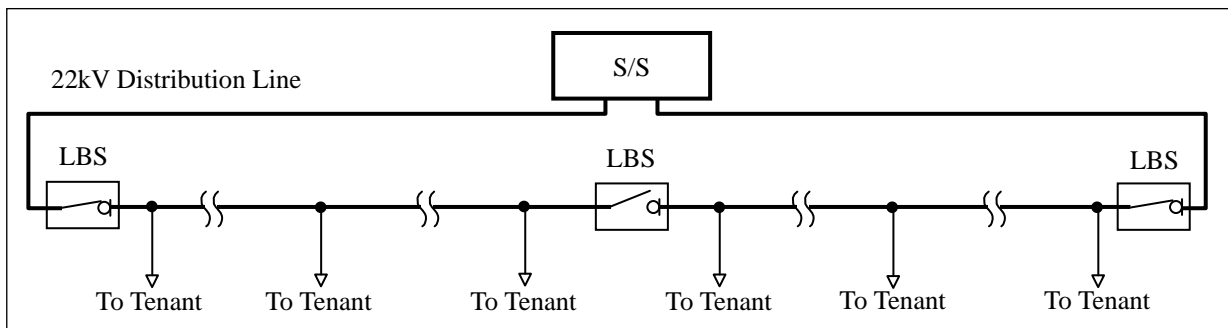 S/S
22kV Distribution Line
LBS
LBS
LBS
To Tenant
To Tenant
To Tenant
To Tenant
To Tenant
To Tenant